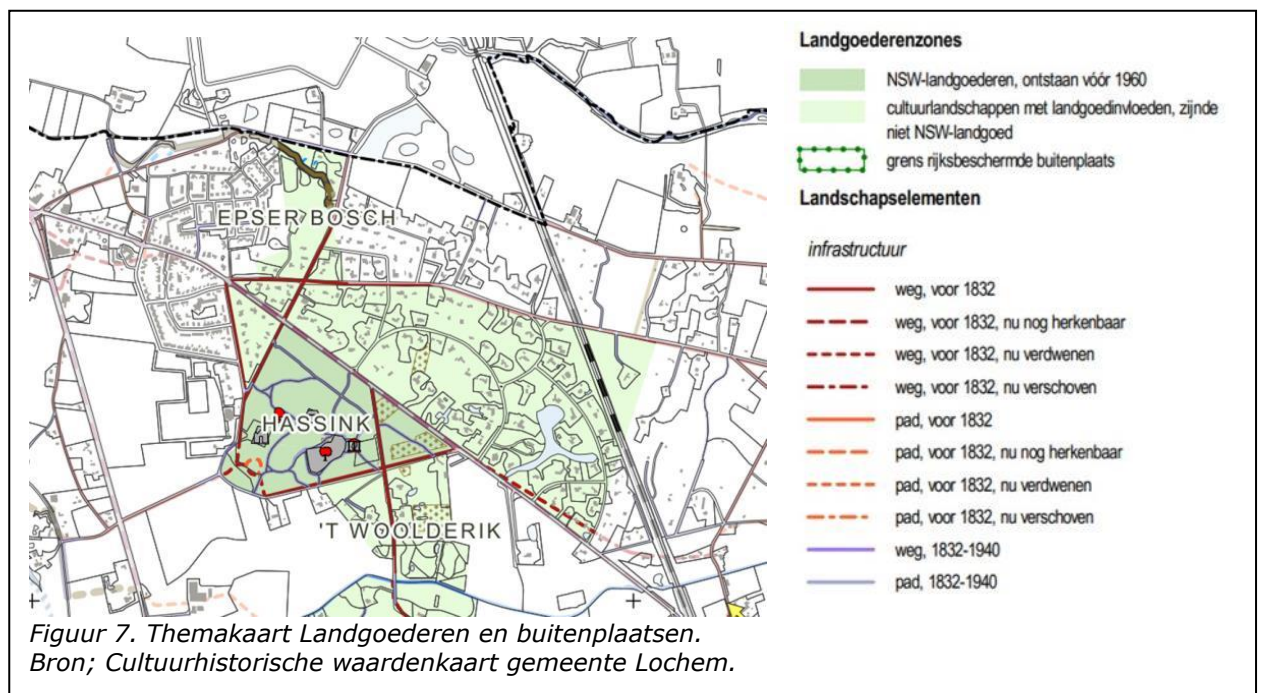 EPSER BOSCH
HASSINK
'T WOOLDERIK
Figuur 7. Themakaart Landgoederen en buitenplaatsen.
Bron; Cultuurhistorische waardenkaart gemeente Lochem.
Landgoederenzones
NSW-landgoederen, ontstaan vóór 1960
cultuurlandschappen met landgoedinvloeden, zijnde
niet NSW-landgoed
grens rijksbeschermde buitenplaats
Landschapselementen
infrastructuur
weg, voor 1832
weg, voor 1832, nu nog herkenbaar
weg, voor 1832, nu verdwenen
weg, voor 1832, nu verschoven
pad, voor 1832
pad, voor 1832, nu nog herkenbaar
pad, voor 1832, nu verdwenen
pad, voor 1832, nu verschoven
weg, 1832-1940
pad, 1832-1940